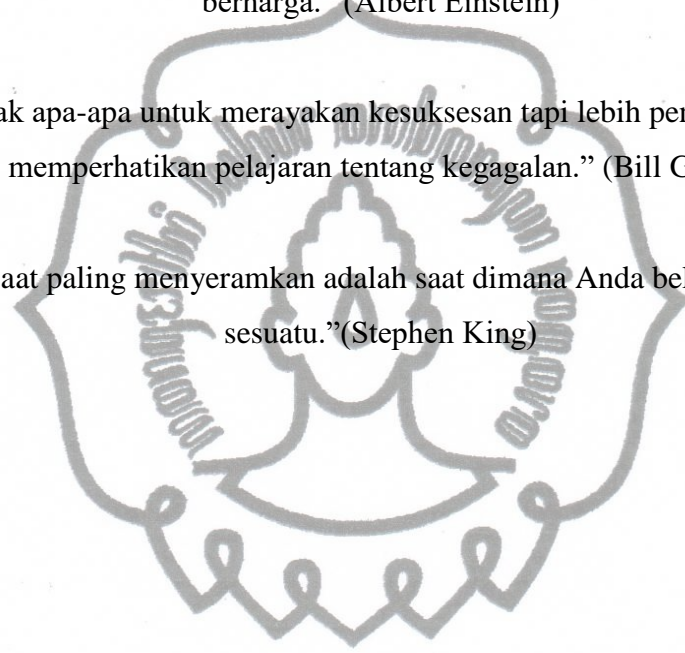 berharga.” (Albert Einstein)
ak apa-apa untuk merayakan kesuksesan tapi lebih per
memperhatikan pelajaran tentang kegagalan.” (Bill G
aat paling menyeramkan adalah saat dimana Anda bel
sesuatu.”(Stephen King)